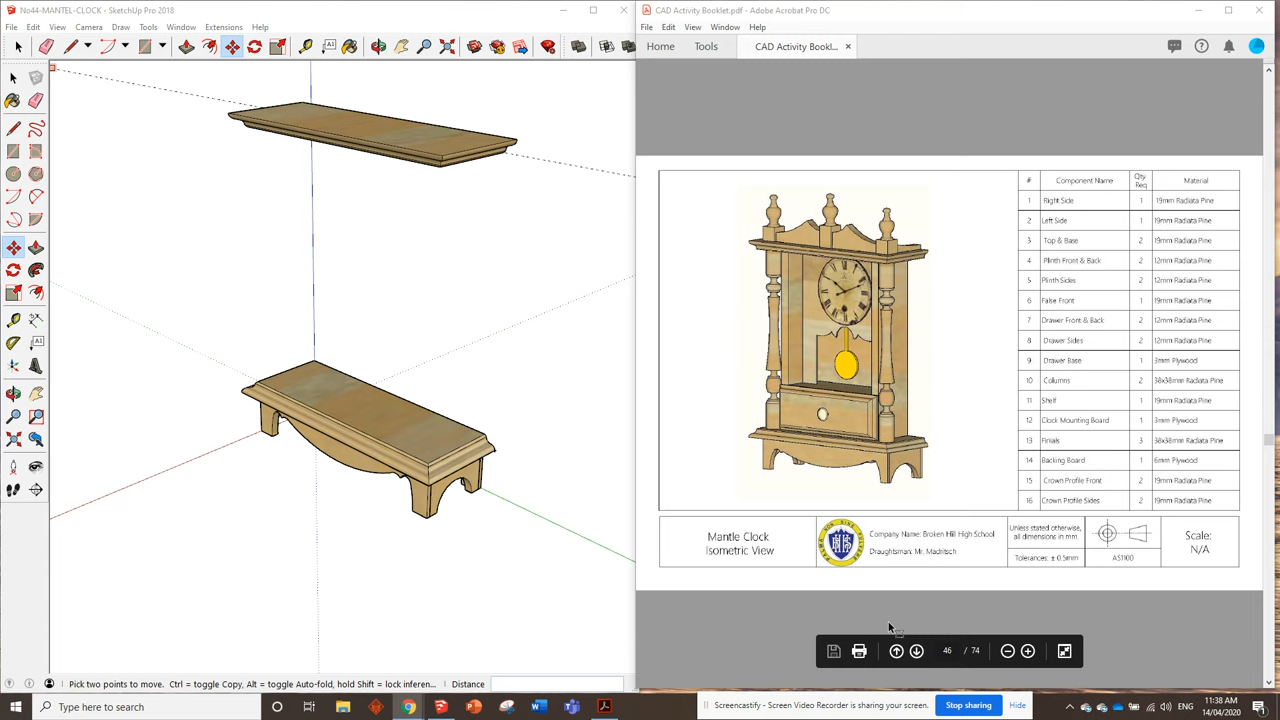 No44-MANTEL-CLOCK - SketchUp Pro 2018
File Edit View Camera Draw Tools Window Extensions Help
Pick two points to move. Ctrl = toggle Copy, Alt = toggle Auto-fold, hold Shift = lock inferen... Distance
CAD Activity Booklet.pdf - Adobe Acrobat Pro DC
File Edit View Window Help
Home Tools CAD Activity Bookl... ×
# Component Name Qty Req Material
1 Right Side 1 19mm Radiata Pine
2 Left Side 1 19mm Radiata Pine
3 Top & Base 2 19mm Radiata Pine
4 Plinth Front & Back 2 12mm Radiata Pine
5 Plinth Sides 2 12mm Radiata Pine
6 False Front 1 19mm Radiata Pine
7 Drawer Front & Back 2 12mm Radiata Pine
8 Drawer Sides 2 12mm Radiata Pine
9 Drawer Base 1 3mm Plywood
10 Columns 2 38x38mm Radiata Pine
11 Shelf 1 19mm Radiata Pine
12 Clock Mounting Board 1 3mm Plywood
13 Finials 3 38x38mm Radiata Pine
14 Backing Board 1 6mm Plywood
15 Crown Profile Front 2 19mm Radiata Pine
16 Crown Profile Sides 2 19mm Radiata Pine
Mantle Clock
Isometric View
Company Name: Broken Hill High School
Draughtsman: Mr. Madritsch
Unless stated otherwise,
all dimensions in mm.
Tolerances: ± 0.5mm
AS1100
Scale:
N/A
46 / 74
Type here to search
Screencastify - Screen Video Recorder is sharing your screen. Stop sharing Hide
ENG
11:38 AM
14/04/2020